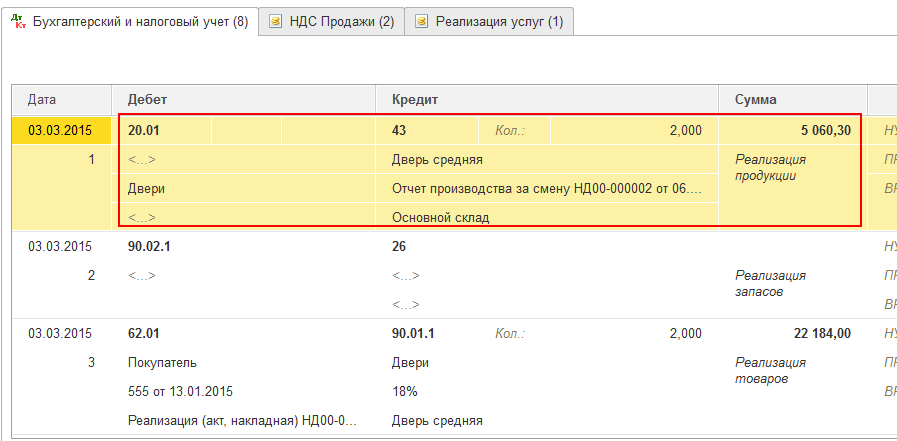 Дт Кт Бухгалтерский и налоговый учет (8) НДС Продажи (2) Реализация услуг (1)
Дата Дебет Кредит Сумма
03.03.2015 20.01 43 Кол.: 2,000 5 060,30 НУ
1 <...> Дверь средняя Реализация продукции ПР
Двери Отчет производства за смену НД00-000002 от 06.... ВР
<...> Основной склад
03.03.2015 90.02.1 26 НУ
2 <...> <...> Реализация запасов ПР
<...> ВР
03.03.2015 62.01 90.01.1 Кол.: 2,000 22 184,00 НУ
3 Покупатель Двери Реализация товаров ПР
555 от 13.01.2015 18% ВР
Реализация (акт, накладная) НД00-0... Дверь средняя